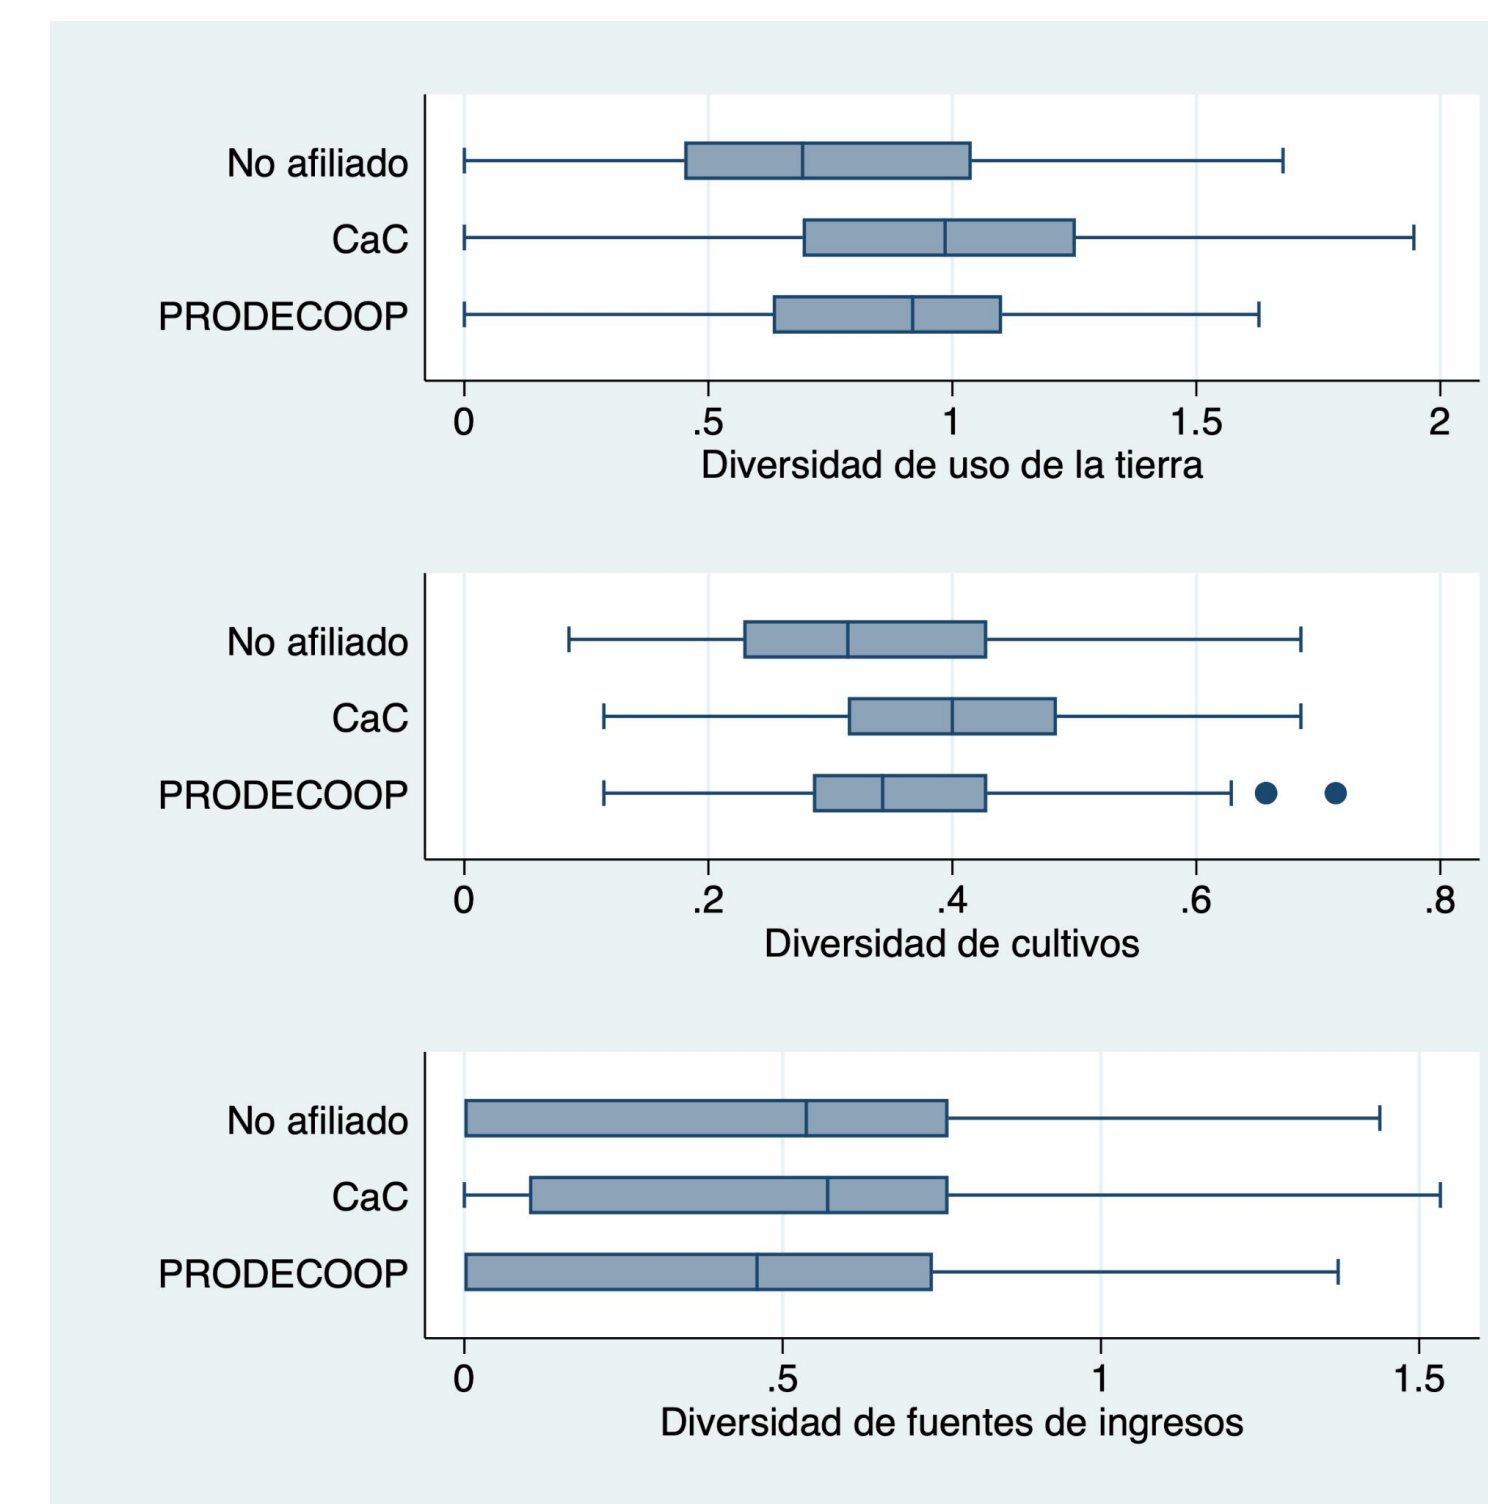 No afiliado
CaC
PRODECOOP
0 .5 1 1.5 2
Diversidad de uso de la tierra
No afiliado
CaC
PRODECOOP
0 .2 .4 .6 .8
Diversidad de cultivos
No afiliado
CaC
PRODECOOP
0 .5 1 1.5
Diversidad de fuentes de ingresos